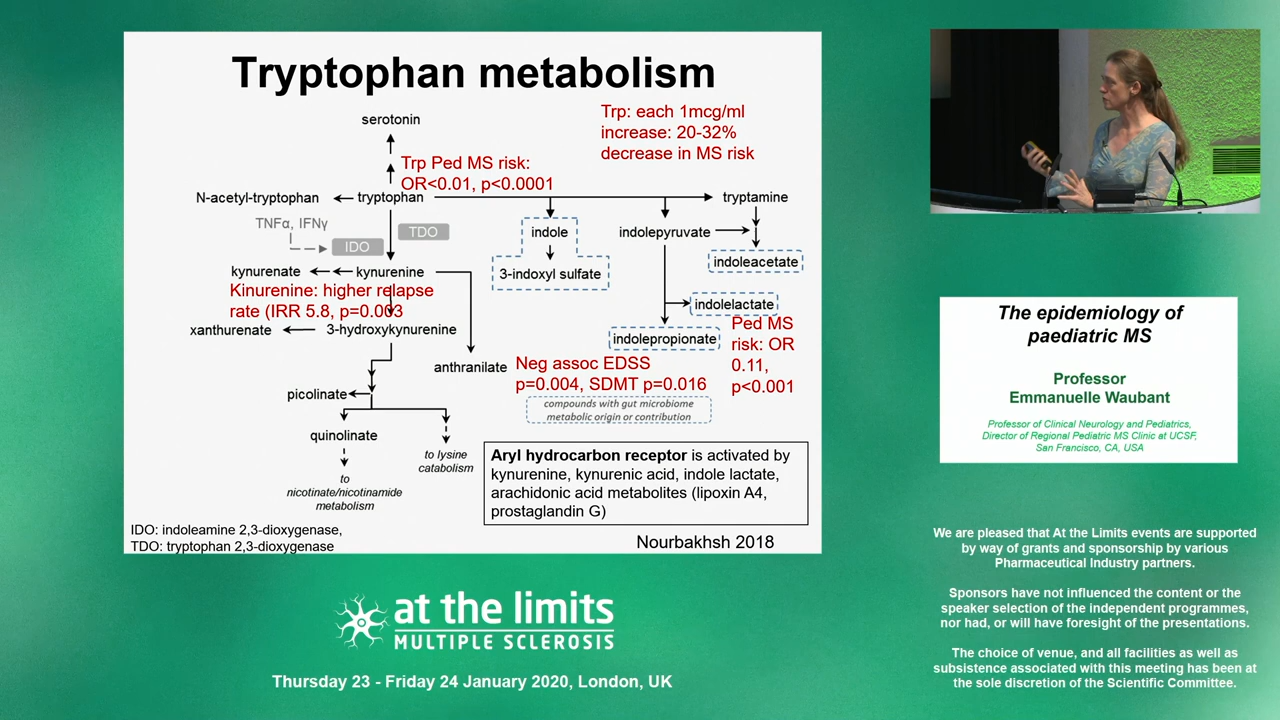 Tryptophan metabolism
serotonin
Trp: each 1mcg/ml
increase: 20-32%
decrease in MS risk
Trp Ped MS risk:
OR<0.01, p<0.0001
N-acetyl-tryptophan
tryptophan
tryptamine
TNFα, IFNγ
IDO
TDO
indole
indolepyruvate
indoleacetate
3-indoxyl sulfate
kynurenate
kynurenine
Kinurenine: higher relapse
rate (IRR 5.8, p=0.003
xanthurenate
3-hydroxykynurenine
indolelactate
Ped MS
risk: OR
0.11,
p<0.001
indolepropionate
anthranilate
Neg assoc EDSS
p=0.004, SDMT p=0.016
compounds with gut microbiome
metabolic origin or contribution
picolinate
quinolinate
to lysine
catabolism
to
nicotinate/nicotinamide
metabolism
Aryl hydrocarbon receptor is activated by
kynurenine, kynurenic acid, indole lactate,
arachidonic acid metabolites (lipoxin A4,
prostaglandin G)
IDO: indoleamine 2,3-dioxygenase,
TDO: tryptophan 2,3-dioxygenase
Nourbakhsh 2018
at the limits
MULTIPLE SCLEROSIS
Thursday 23 - Friday 24 January 2020, London, UK
The epidemiology of
paediatric MS
Professor
Emmanuelle Waubant
Professor of Clinical Neurology and Pediatrics,
Director of Regional Pediatric MS Clinic at UCSF,
San Francisco, CA, USA
We are pleased that At the Limits events are supported
by way of grants and sponsorship by various
Pharmaceutical Industry partners.
Sponsors have not influenced the content or the
speaker selection of the independent programmes,
nor had, or will have foresight of the presentations.
The choice of venue, and all facilities as well as
subsistence associated with this meeting has been at
the sole discretion of the Scientific Committee.